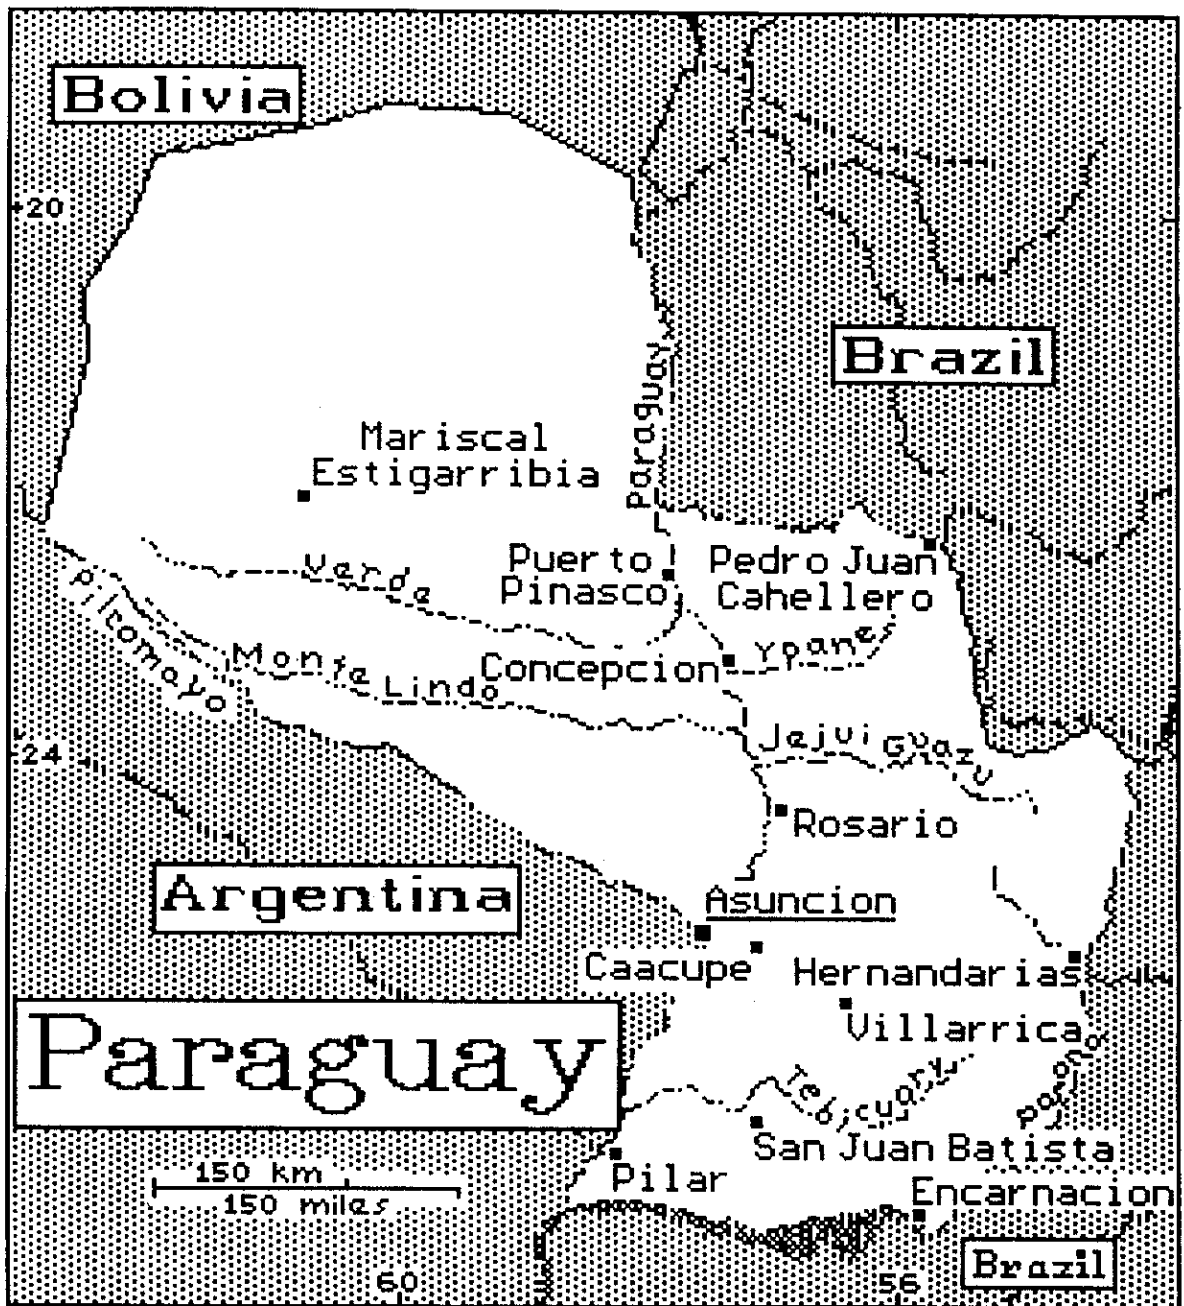 Bolivia
+20
Brazil
Paraguay
Mariscal
Estigarribia
Puerto
Pinasco
Pedro Juan
Cahellero
Verde
Pilcomayo
Monte Lindo
Concepcion
Ypane
Jejui Guazu
+24
Rosario
Argentina
Asuncion
Caacupe
Hernandarias
Villarrica
Paraguay
Tebicuary
Parana
San Juan Batista
Pilar
150 km
150 miles
Encarnacion
Brazil
60
56